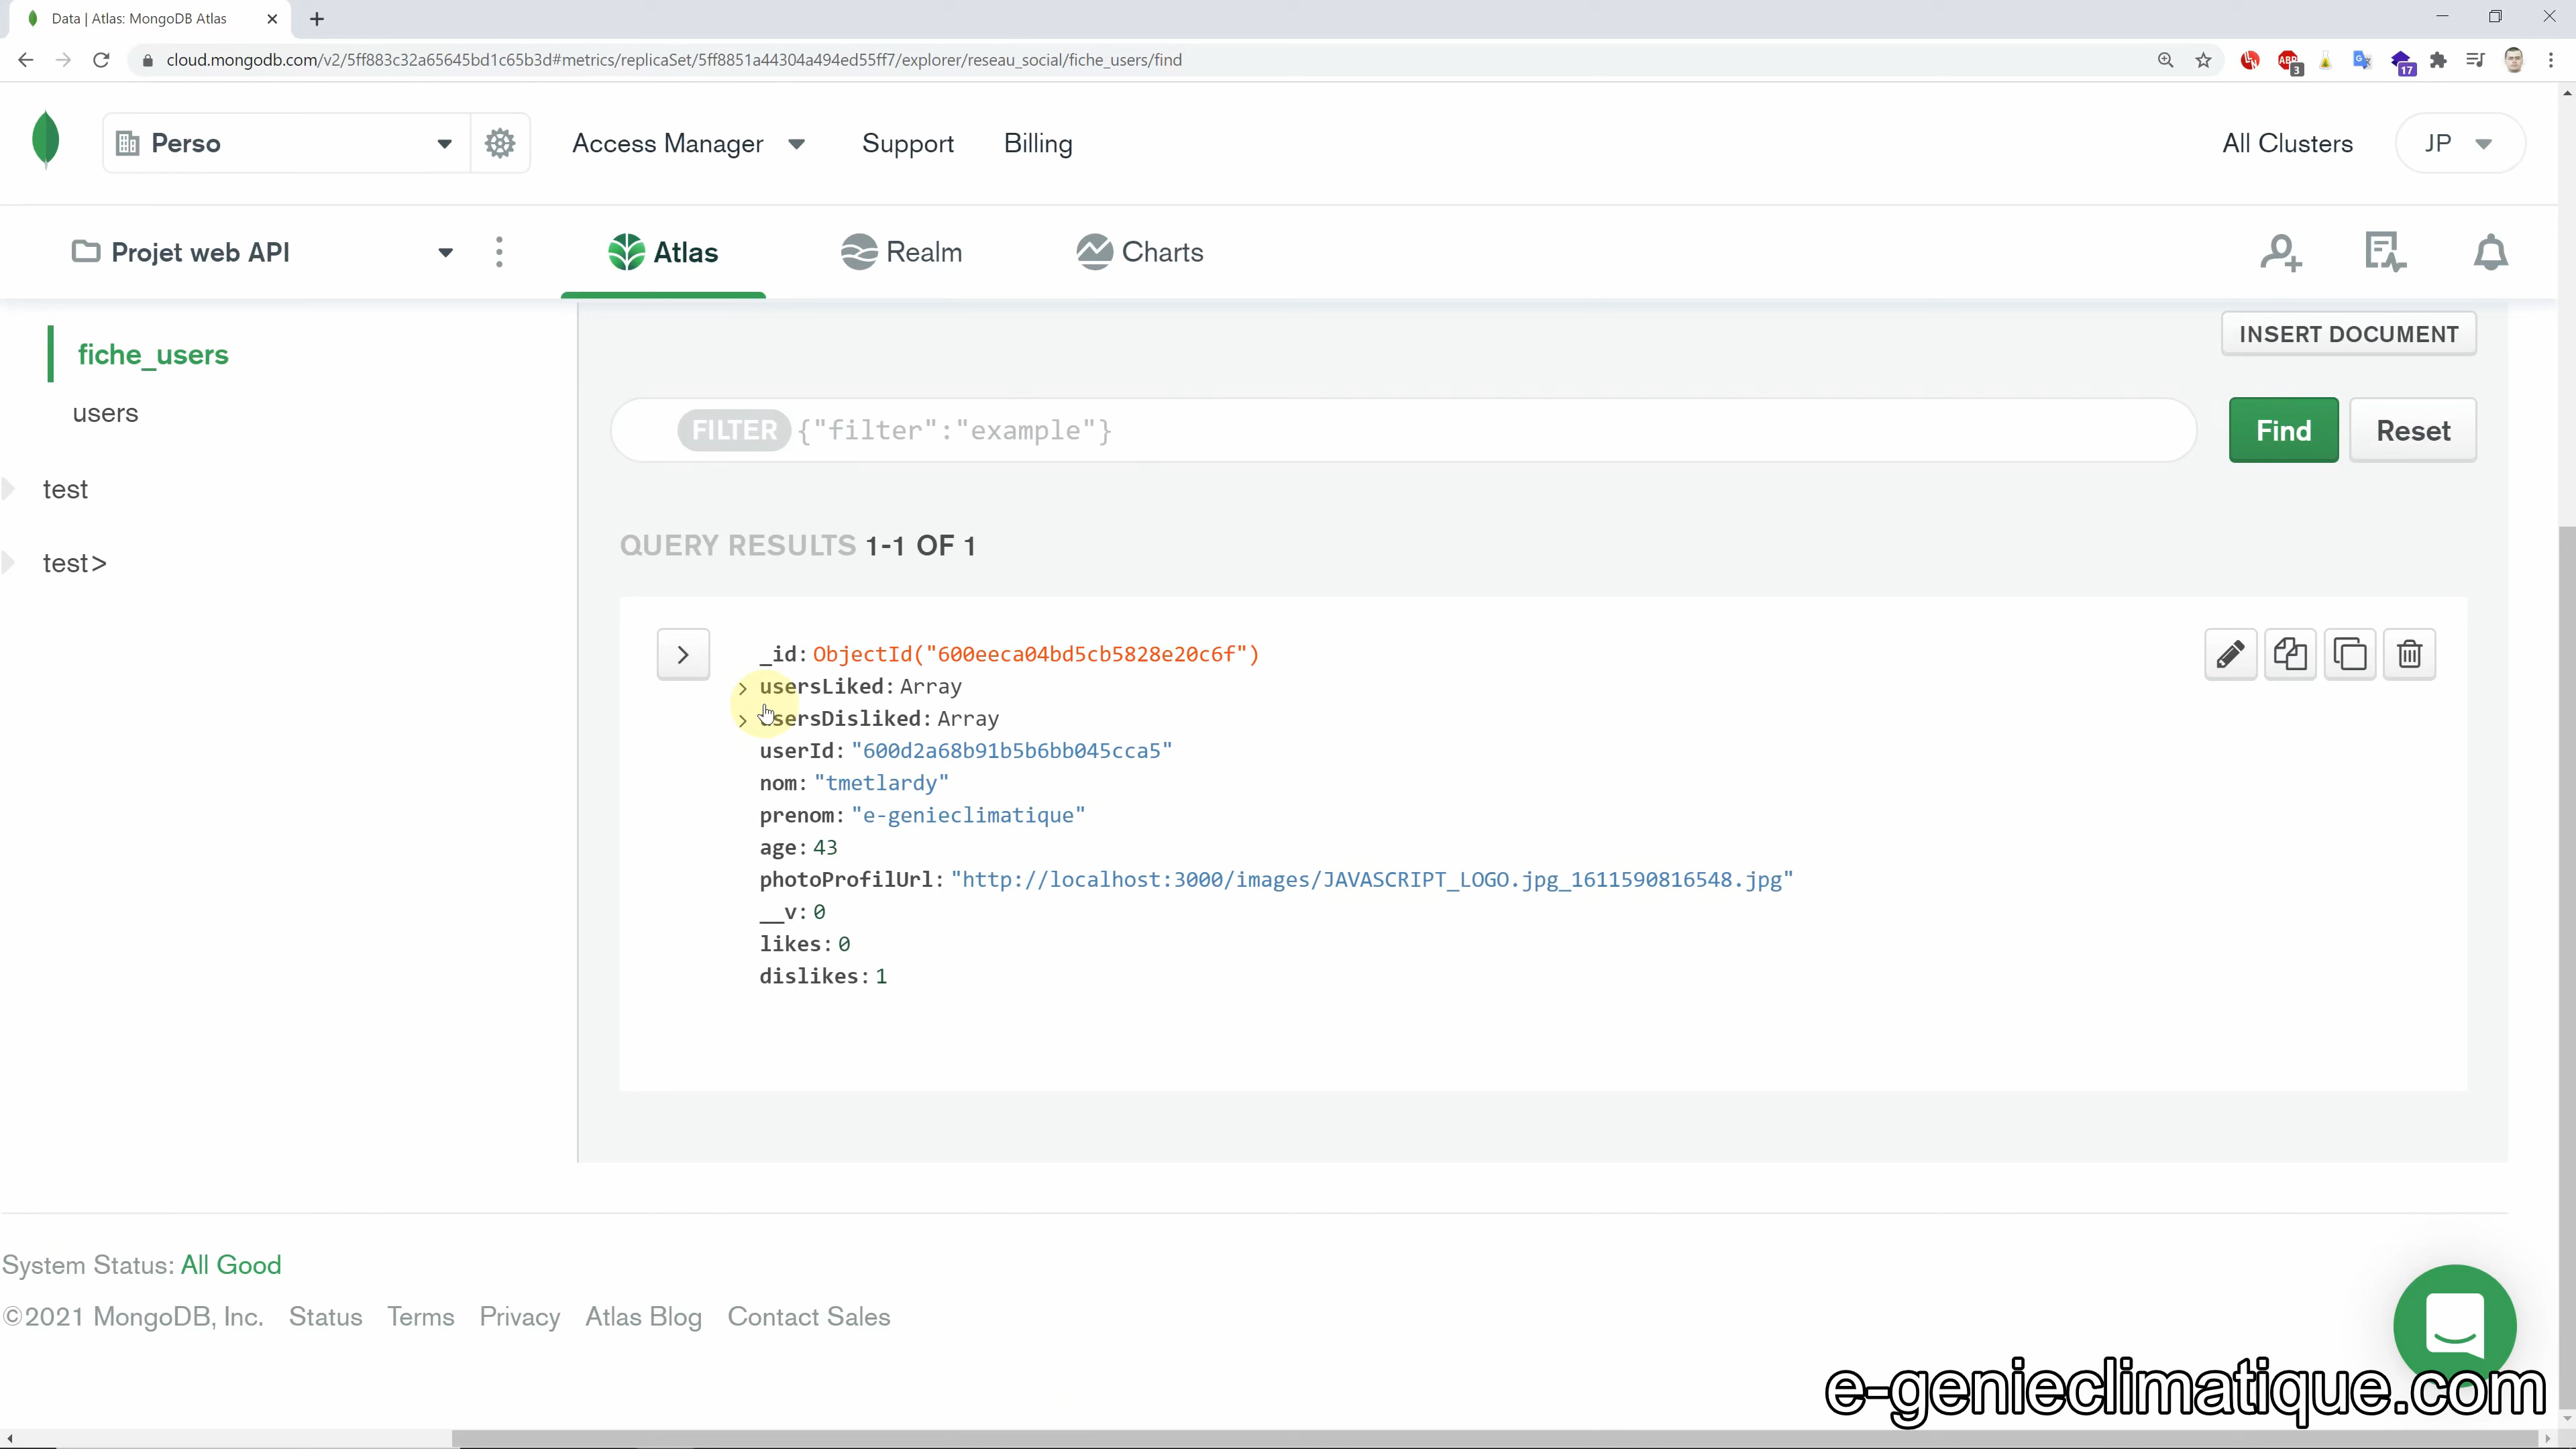 Data | Atlas: MongoDB Atlas
cloud.mongodb.com/v2/5ff883c32a65645bd1c65b3d#metrics/replicaSet/5ff8851a44304a494ed55ff7/explorer/reseau_social/fiche_users/find
ABP 3
17
Perso
Access Manager
Support
Billing
All Clusters
JP
Projet web API
Atlas
Realm
Charts
fiche_users
users
test
test>
INSERT DOCUMENT
FILTER {"filter":"example"}
Find
Reset
QUERY RESULTS 1-1 OF 1
_id: ObjectId("600eeca04bd5cb5828e20c6f")
usersLiked: Array
usersDisliked: Array
userId: "600d2a68b91b5b6bb045cca5"
nom: "tmetlardy"
prenom: "e-genieclimatique"
age: 43
photoProfilUrl: "http://localhost:3000/images/JAVASCRIPT_LOGO.jpg_1611590816548.jpg"
__v: 0
likes: 0
dislikes: 1
System Status: All Good
©2021 MongoDB, Inc. Status Terms Privacy Atlas Blog Contact Sales
e-genieclimatique.com